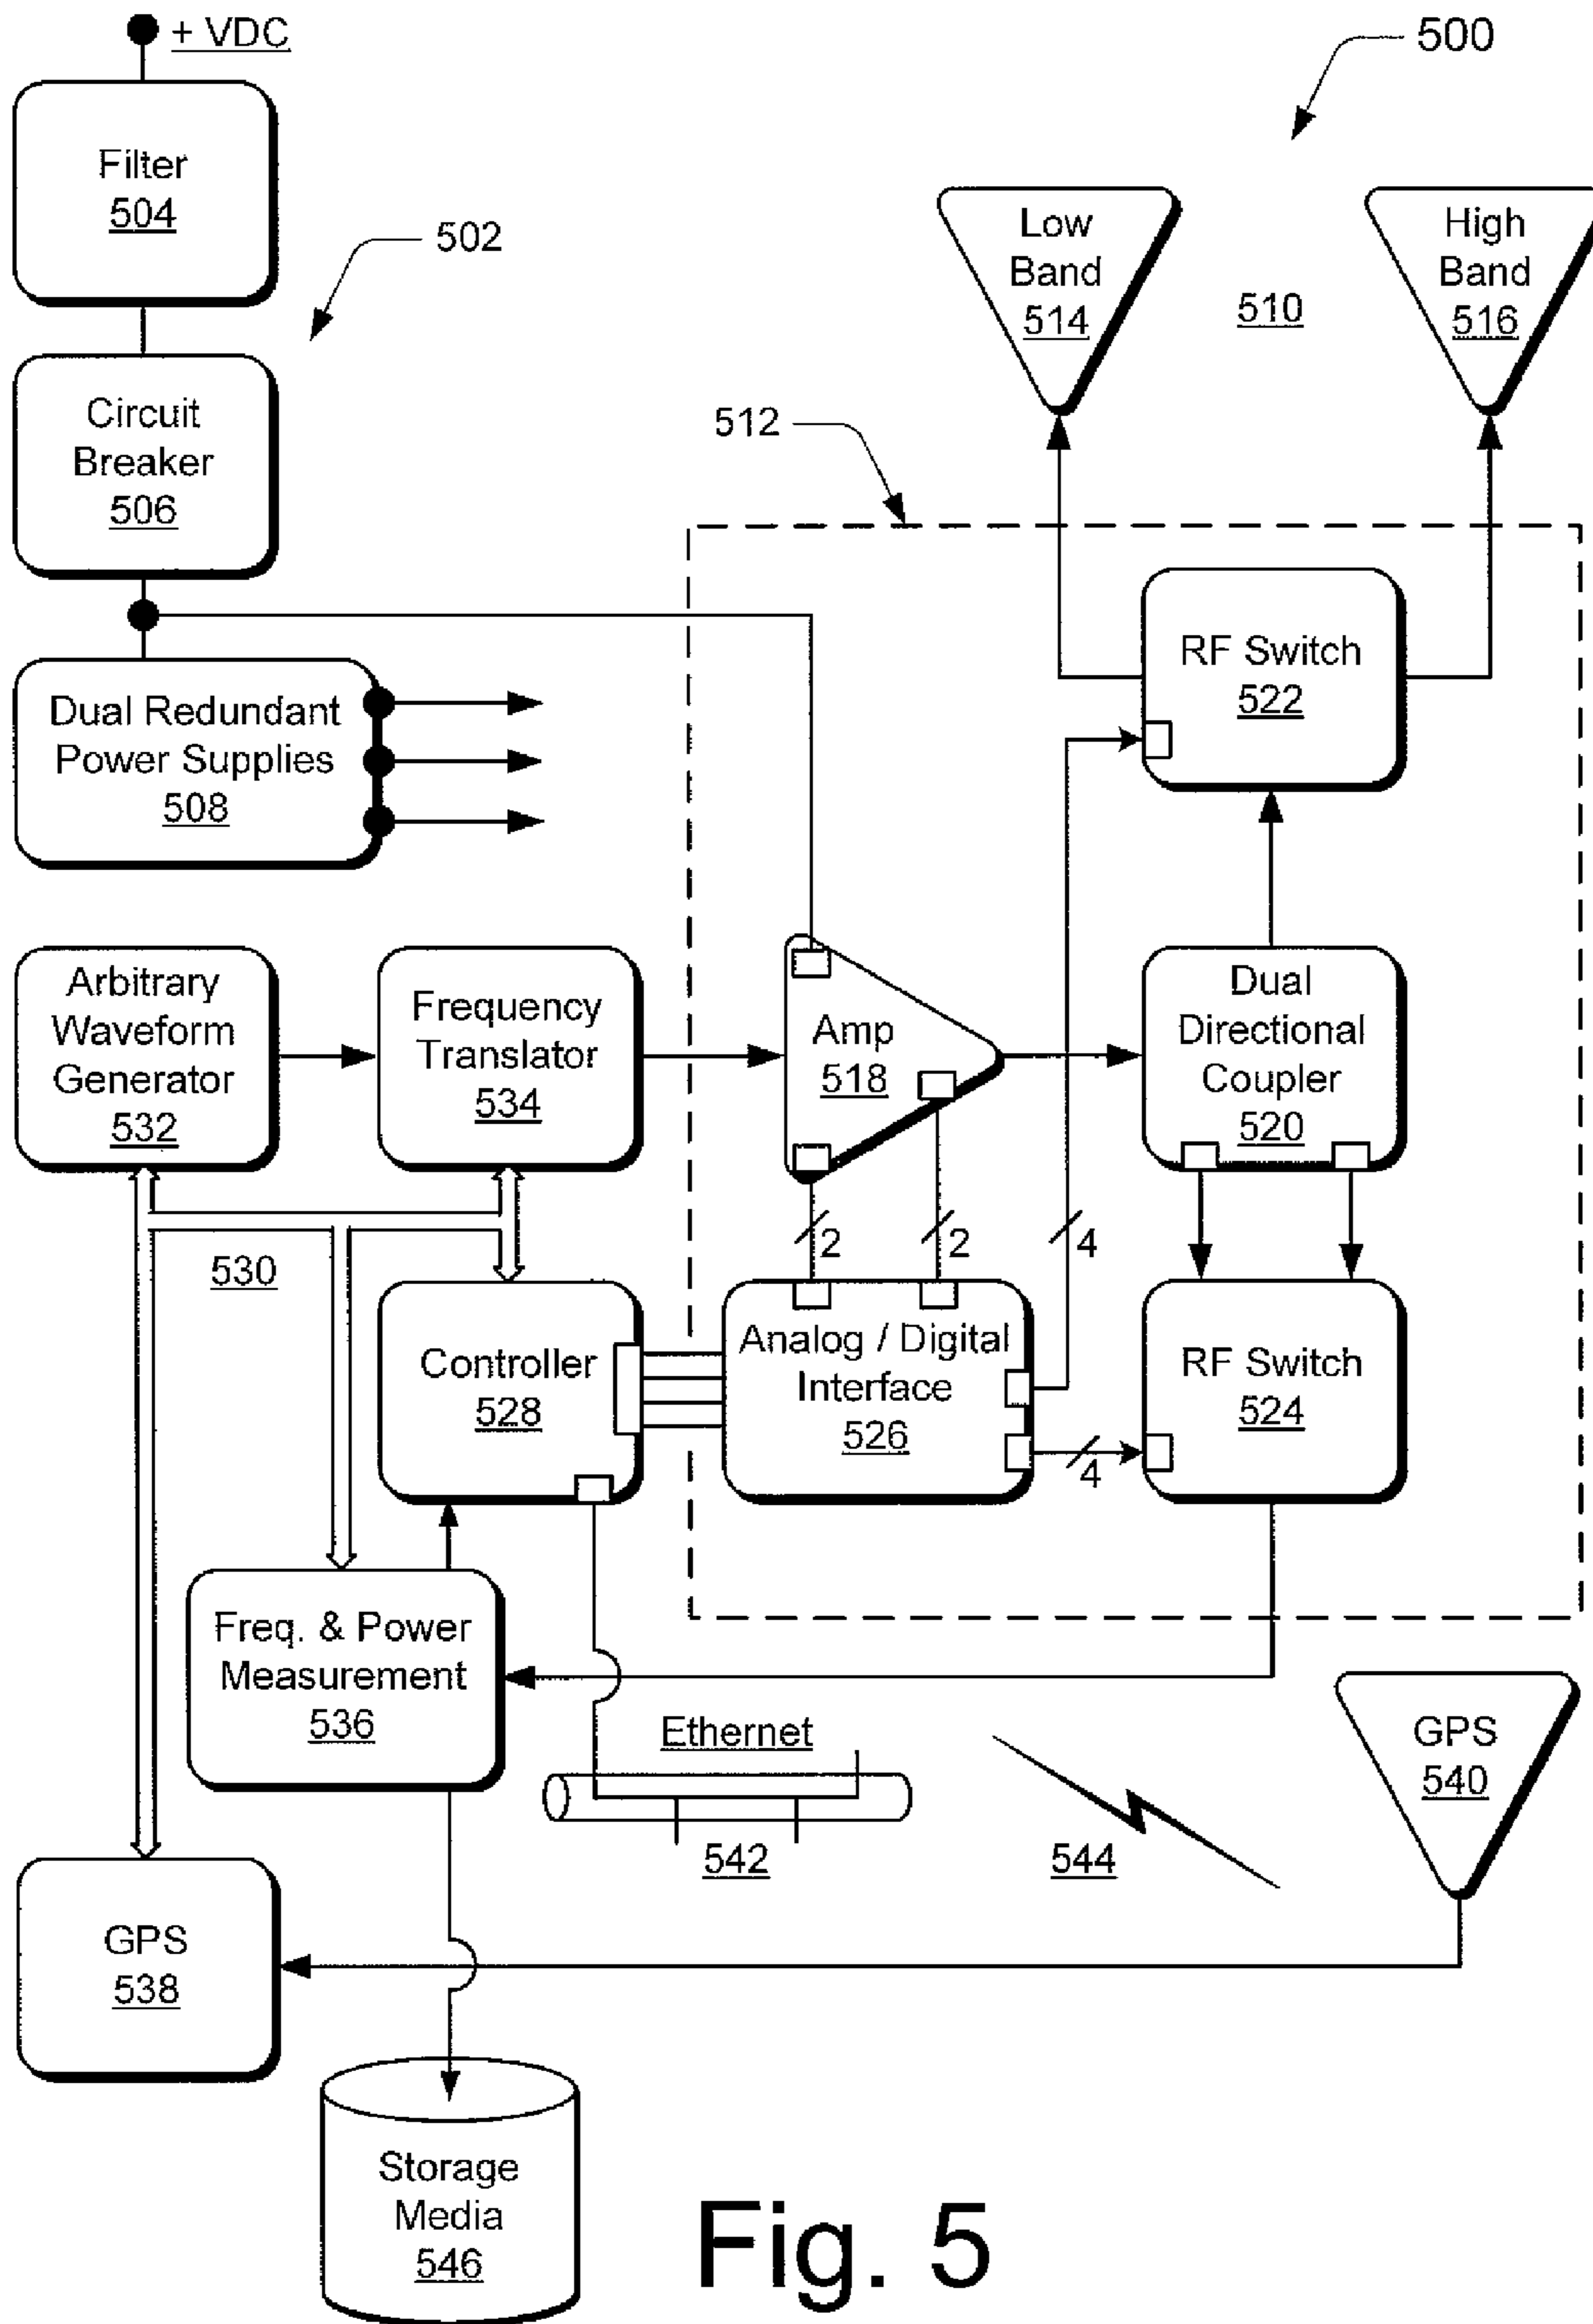 + VDC
500
Filter
504
502
Low
Band
514
510
High
Band
516
Circuit
Breaker
506
512
RF Switch
522
Dual Redundant
Power Supplies
508
Arbitrary
Waveform
Generator
532
Frequency
Translator
534
Amp
518
Dual
Directional
Coupler
520
2
2
4
530
Controller
528
Analog / Digital
Interface
526
4
RF Switch
524
Freq. & Power
Measurement
536
Ethernet
542
544
GPS
540
GPS
538
Storage
Media
546
Fig. 5